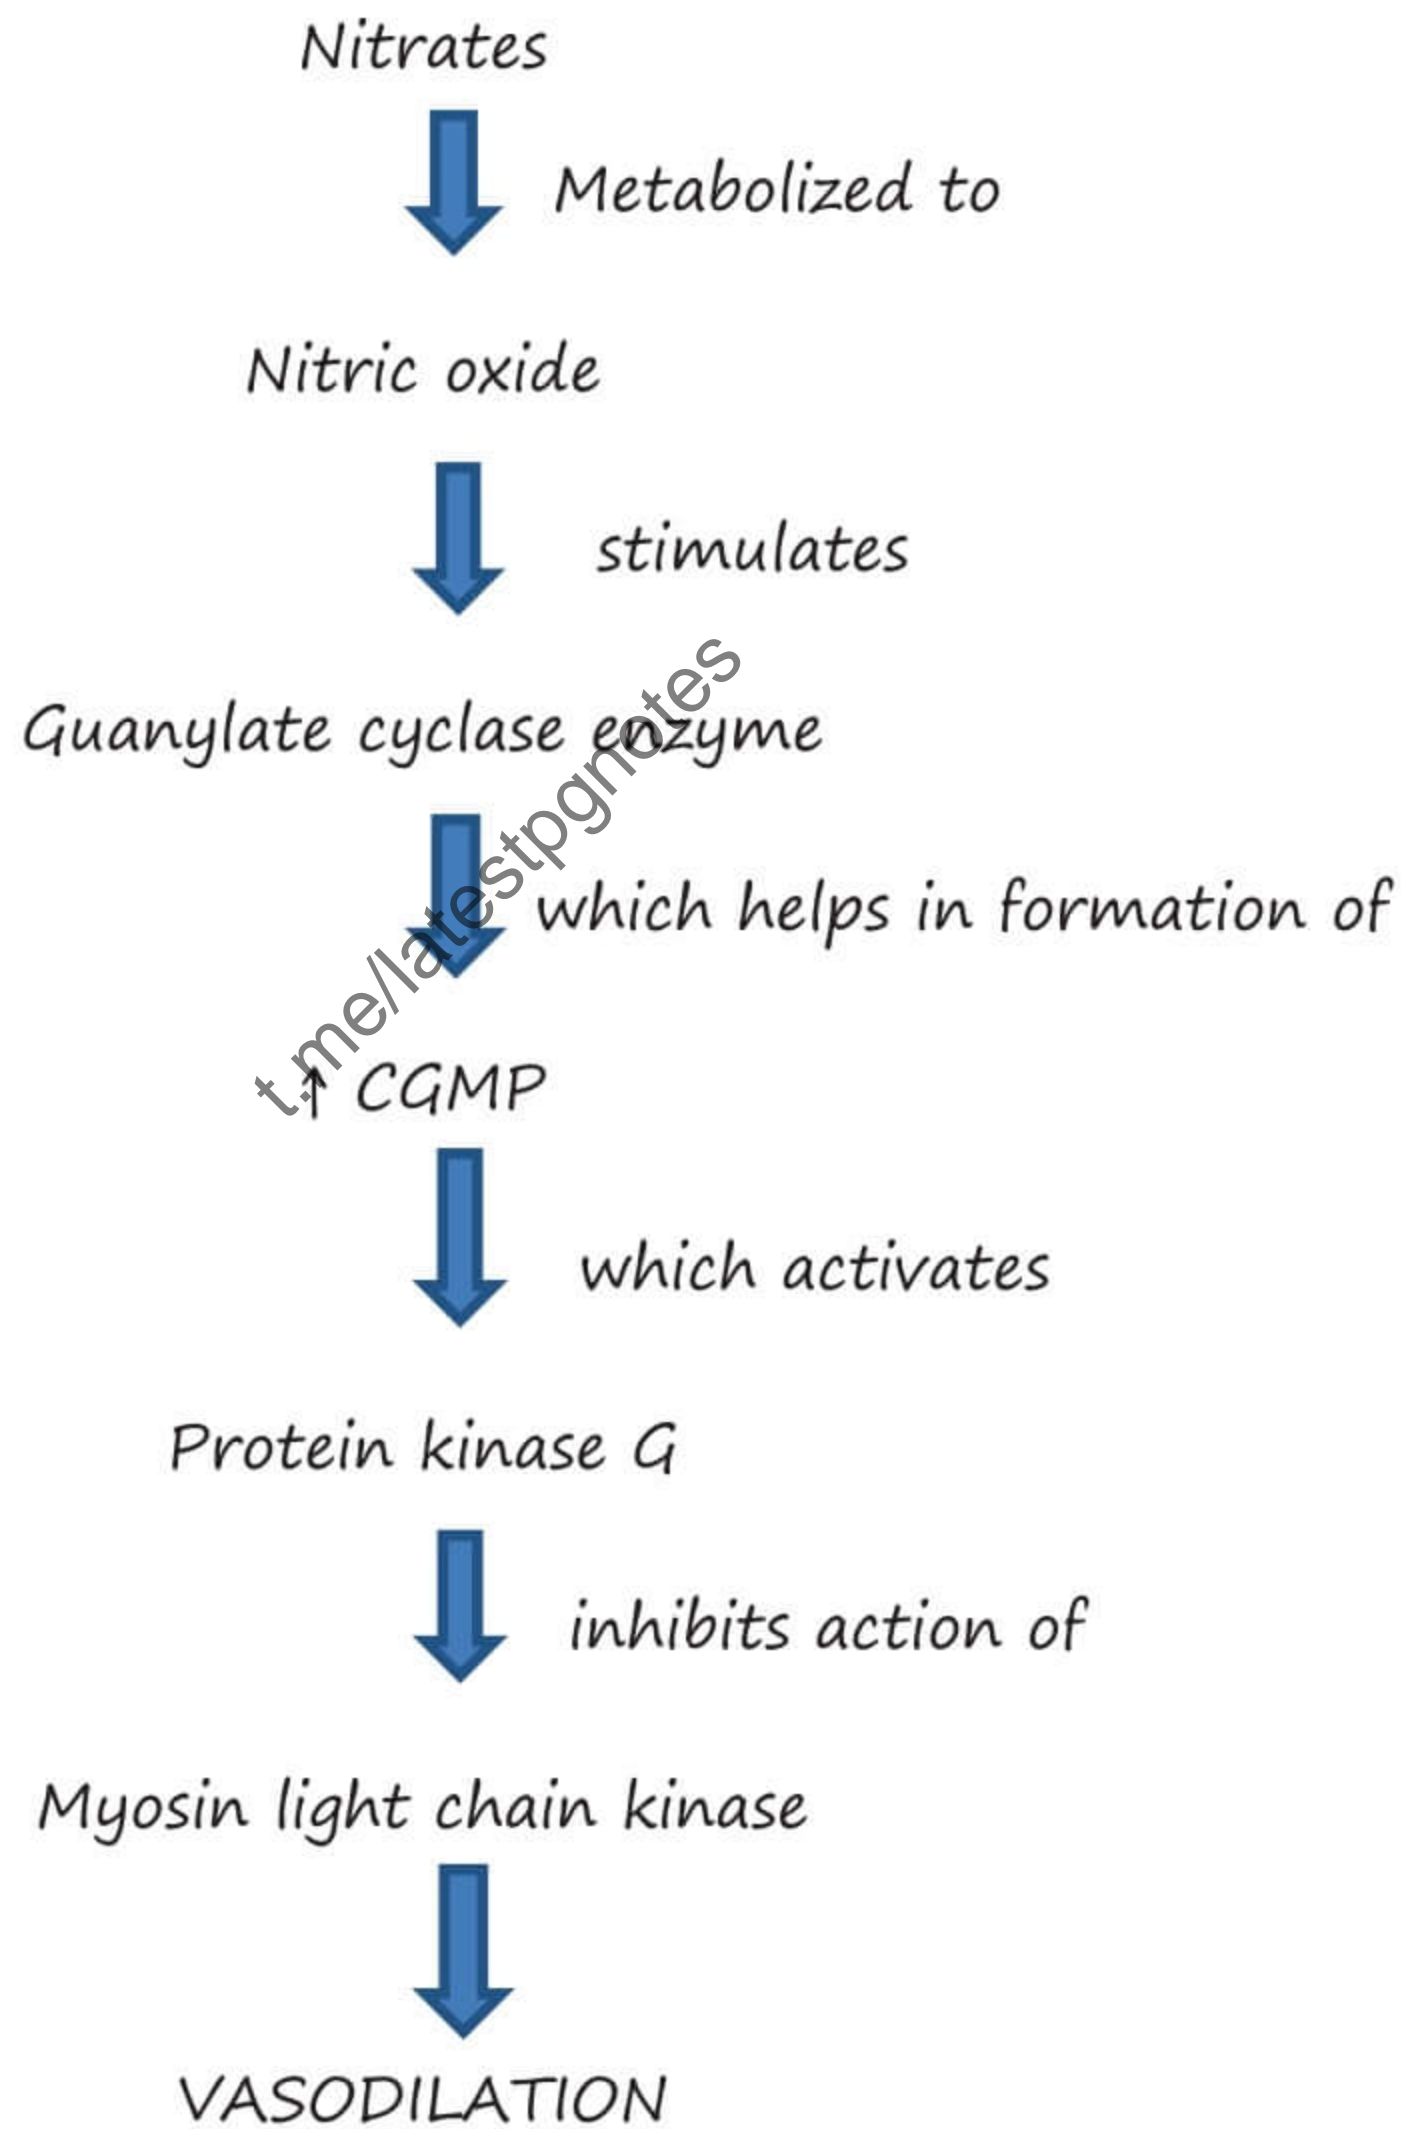 Nitrates
Metabolized to
Nitric oxide
stimulates
Guanylate cyclase enzyme
which helps in formation of
↑ CGMP
which activates
Protein kinase G
inhibits action of
Myosin light chain kinase
VASODILATION
t.me/latestpgnotes